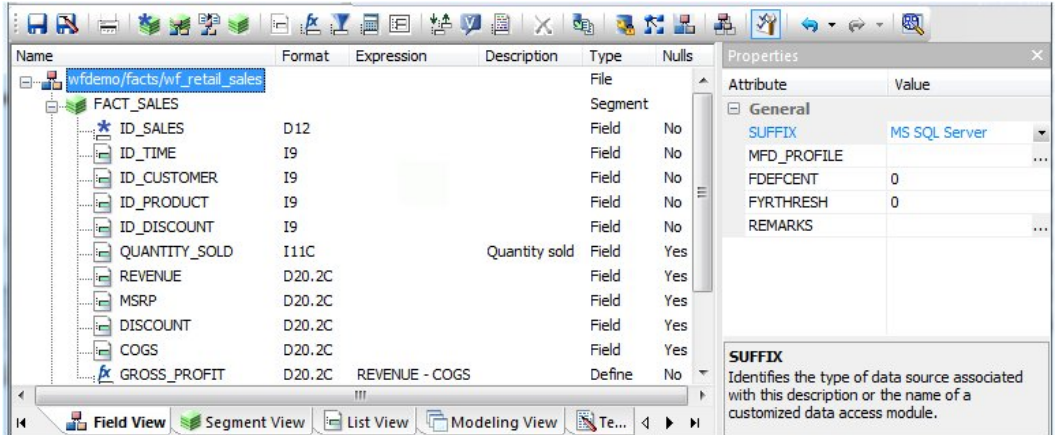 Name Format Expression Description Type Nulls
wfdemo/facts/wf_retail_sales File
FACT_SALES Segment
ID_SALES D12 Field No
ID_TIME I9 Field No
ID_CUSTOMER I9 Field No
ID_PRODUCT I9 Field No
ID_DISCOUNT I9 Field No
QUANTITY_SOLD I11C Quantity sold Field Yes
REVENUE D20.2C Field Yes
MSRP D20.2C Field Yes
DISCOUNT D20.2C Field Yes
COGS D20.2C Field Yes
GROSS_PROFIT D20.2C REVENUE - COGS Define No
Field View Segment View List View Modeling View Te...
Properties
Attribute Value
General
SUFFIX MS SQL Server
MFD_PROFILE ...
FDEFCENT 0
FYRTHRESH 0
REMARKS ...
SUFFIX
Identifies the type of data source associated
with this description or the name of a
customized data access module.